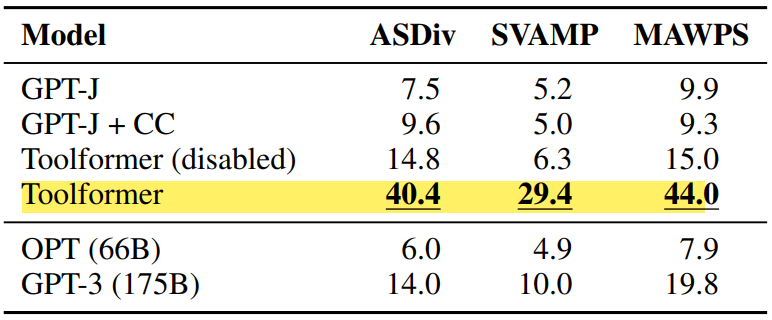 Model ASDiv SVAMP MAWPS
GPT-J 7.5 5.2 9.9
GPT-J + CC 9.6 5.0 9.3
Toolformer (disabled) 14.8 6.3 15.0
Toolformer 40.4 29.4 44.0
OPT (66B) 6.0 4.9 7.9
GPT-3 (175B) 14.0 10.0 19.8